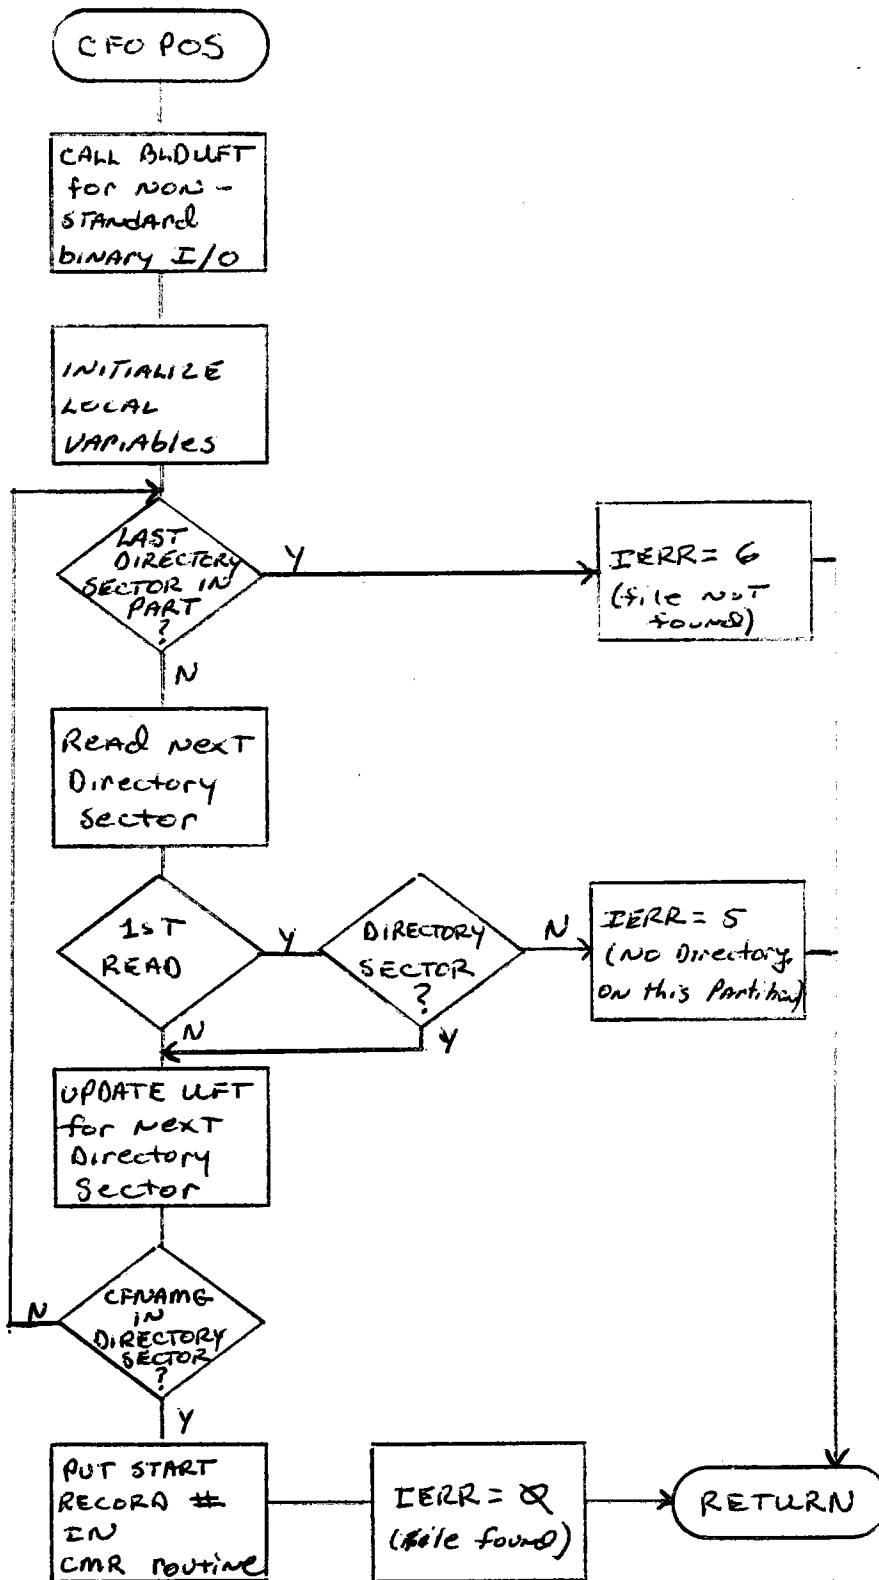 CFO POS
CALL BLDUFT
for NON-
STANDARD
binary I/O
INITIALIZE
LOCAL
VARIAbles
LAST
DIRECTORY
SECTOR IN
PART
?
Y
N
IERR = 6
(file NOT
found)
Read Next
Directory
Sector
1ST
READ
Y
N
DIRECTORY
SECTOR
?
N
Y
IERR = 5
(NO Directory
ON this Partition)
UPDATE UFT
for Next
Directory
Sector
CFNAME
IN
DIRECTORY
SECTOR
?
N
Y
PUT START
RECORD #
IN
CMR routine
IERR = 0
(file found)
RETURN